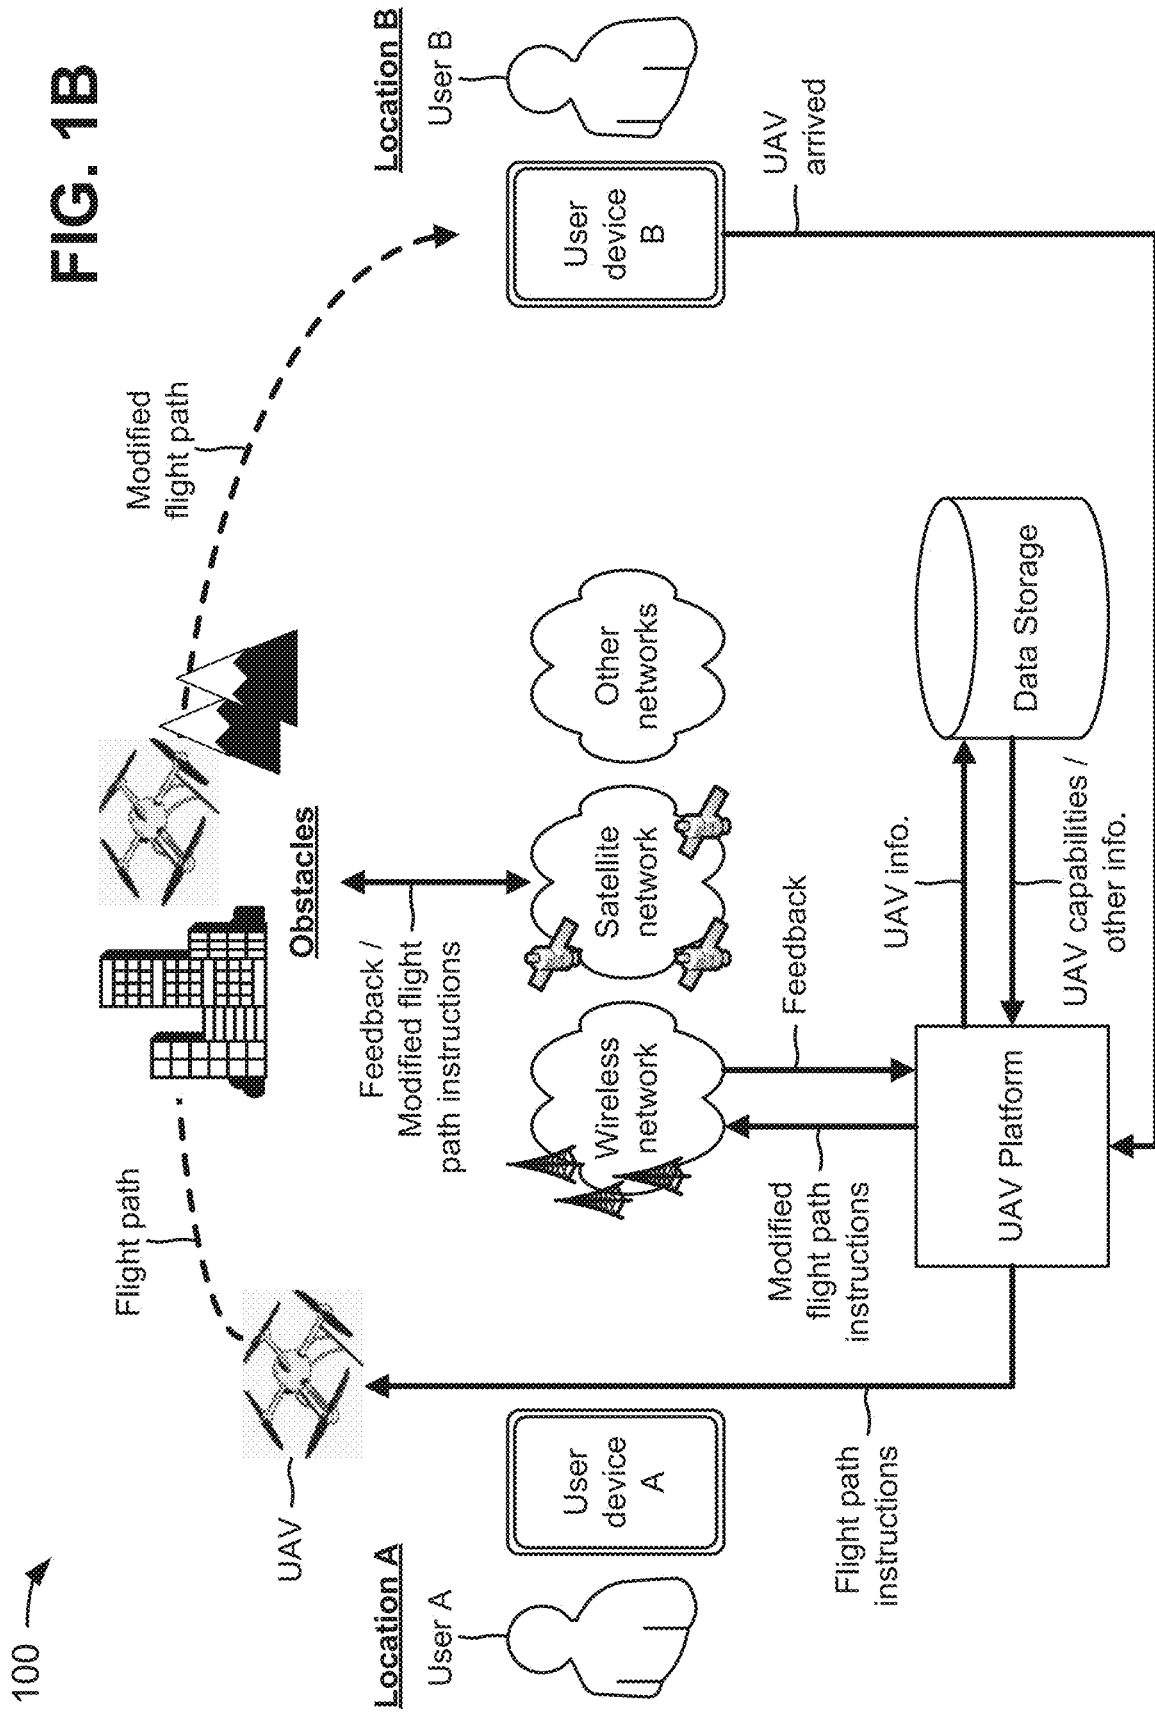 100
FIG. 1B
Flight path
Modified
flight path
UAV
Obstacles
Location A
User A
Location B
User B
Feedback /
Modified flight
path instructions
User
device
A
Wireless
network
Satellite
network
Other
networks
User
device
B
Flight path
instructions
Modified
flight path
instructions
Feedback
UAV
arrived
UAV info.
UAV Platform
Data Storage
UAV capabilities /
other info.